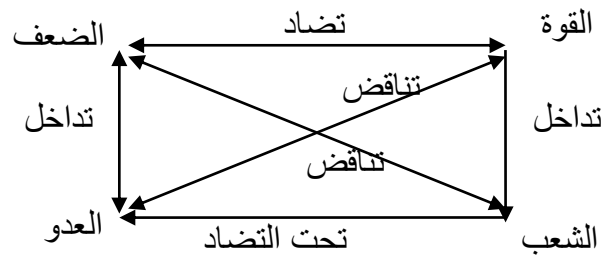 القوة تضاد الضعف
تناقض
تداخل تداخل
تناقض
الشعب تحت التضاد العدو